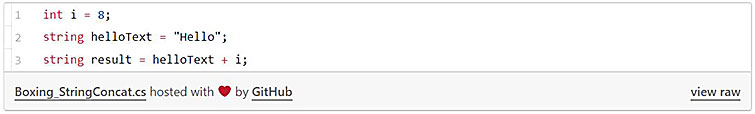 1 int i = 8;
2 string helloText = "Hello";
3 string result = helloText + i;
Boxing_StringConcat.cs hosted with ❤ by GitHub view raw